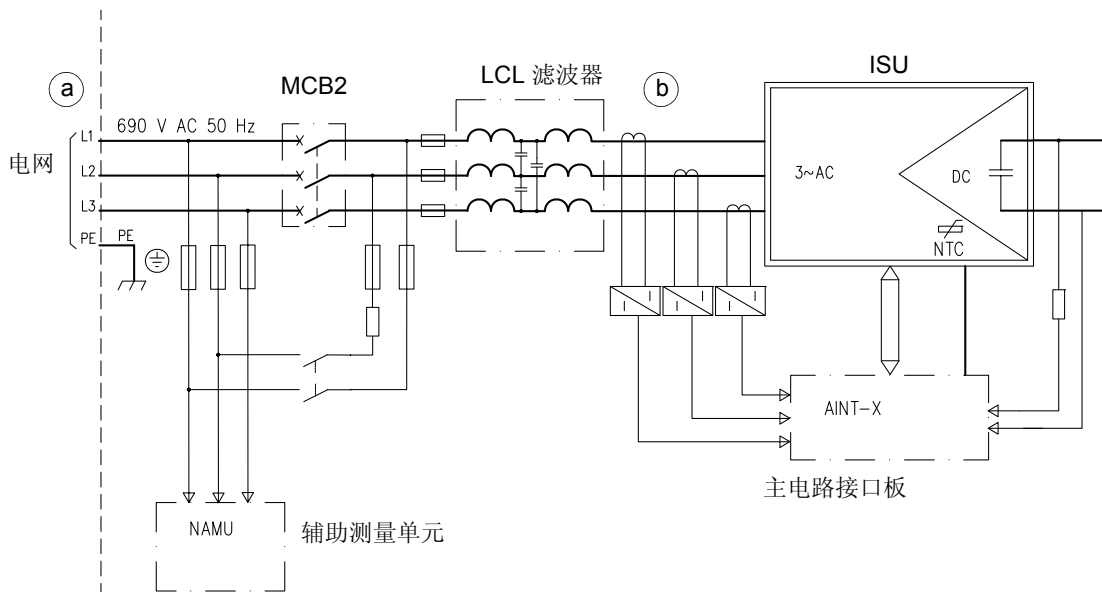 a
MCB2
LCL 滤波器
b
ISU
电网
L1
690 V AC 50 Hz
L2
L3
PE
PE
3~AC
DC
NTC
I
I
I
I
I
I
AINT-X
主电路接口板
NAMU
辅助测量单元